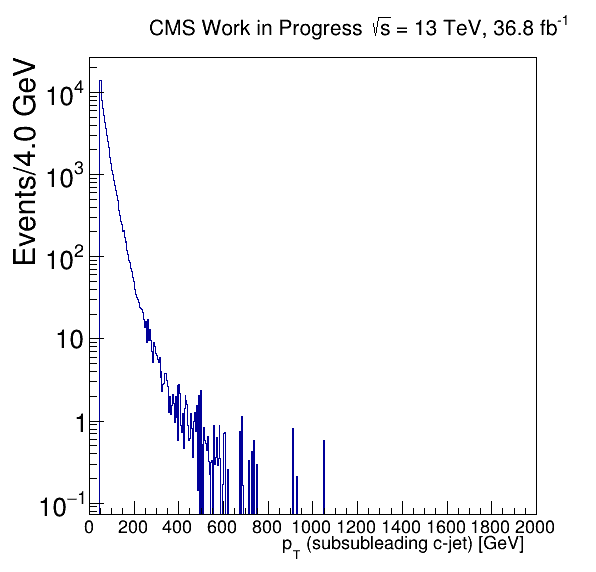 CMS Work in Progress √s = 13 TeV, 36.8 fb⁻¹
Events/4.0 GeV
10⁴
10³
10²
10
1
10⁻¹
0 200 400 600 800 1000 1200 1400 1600 1800 2000
p_T (subsubleading c-jet) [GeV]